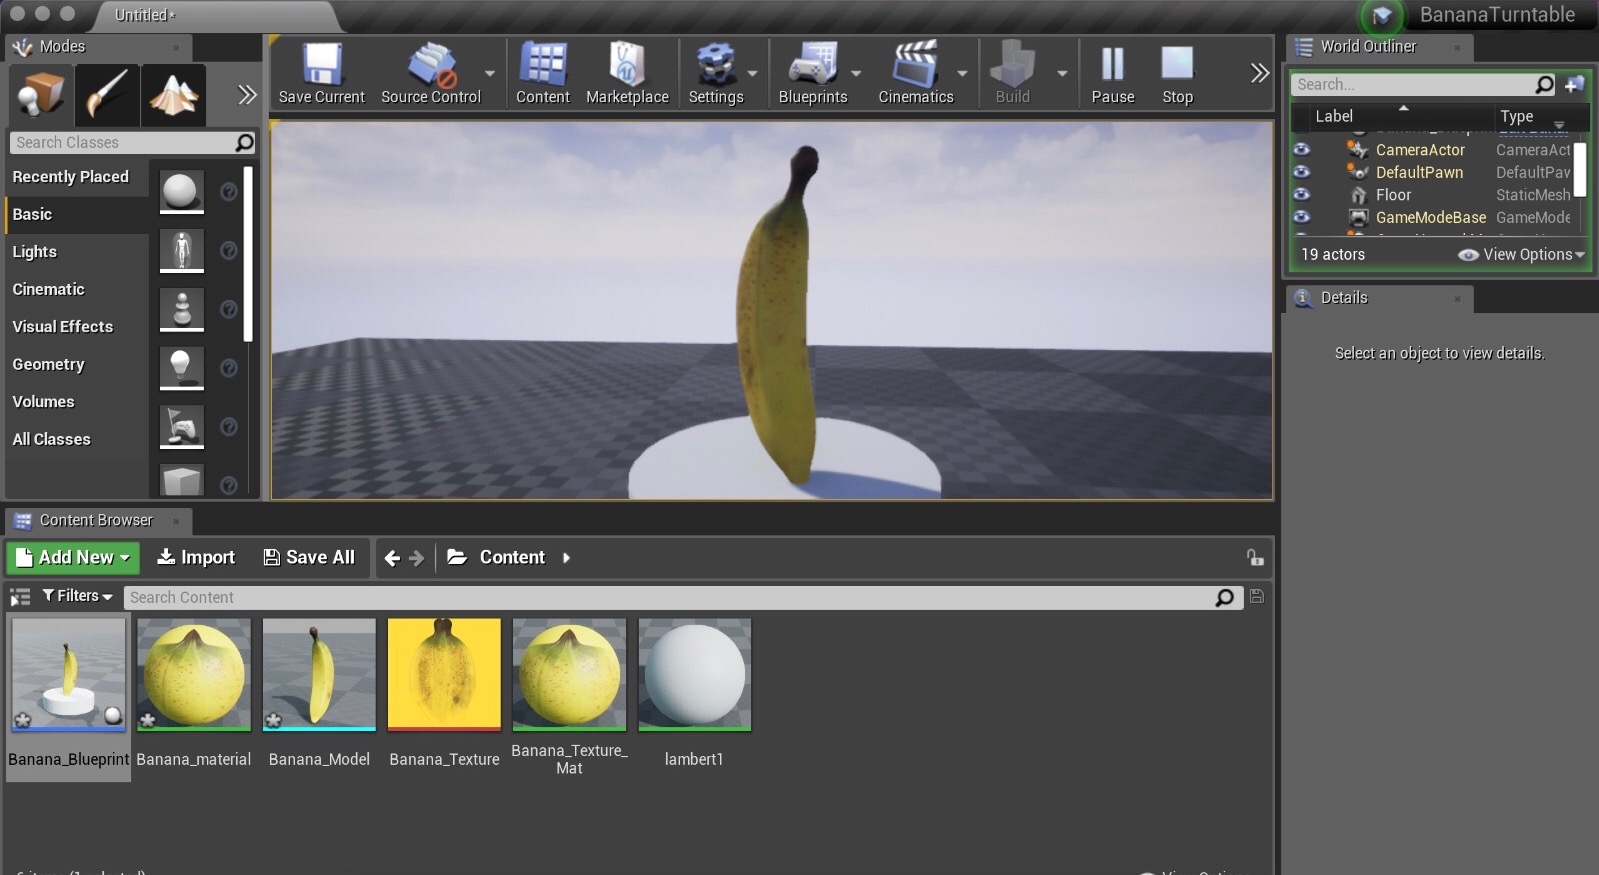 Untitled*
BananaTurntable
Modes
Search Classes
Recently Placed
Basic
Lights
Cinematic
Visual Effects
Geometry
Volumes
All Classes
Save Current
Source Control
Content
Marketplace
Settings
Blueprints
Cinematics
Build
Pause
Stop
World Outliner
Search...
Label Type
CameraActor CameraAct
DefaultPawn DefaultPaw
Floor StaticMesh
GameModeBase GameMode
19 actors View Options
Details
Select an object to view details.
Content Browser
Add New Import Save All Content
Filters Search Content
Banana_Blueprint
Banana_material
Banana_Model
Banana_Texture
Banana_Texture_
Mat
lambert1